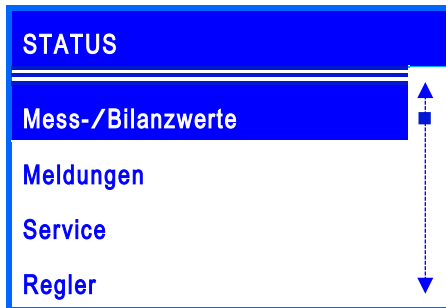 STATUS
Mess-/Bilanzwerte
Meldungen
Service
Regler